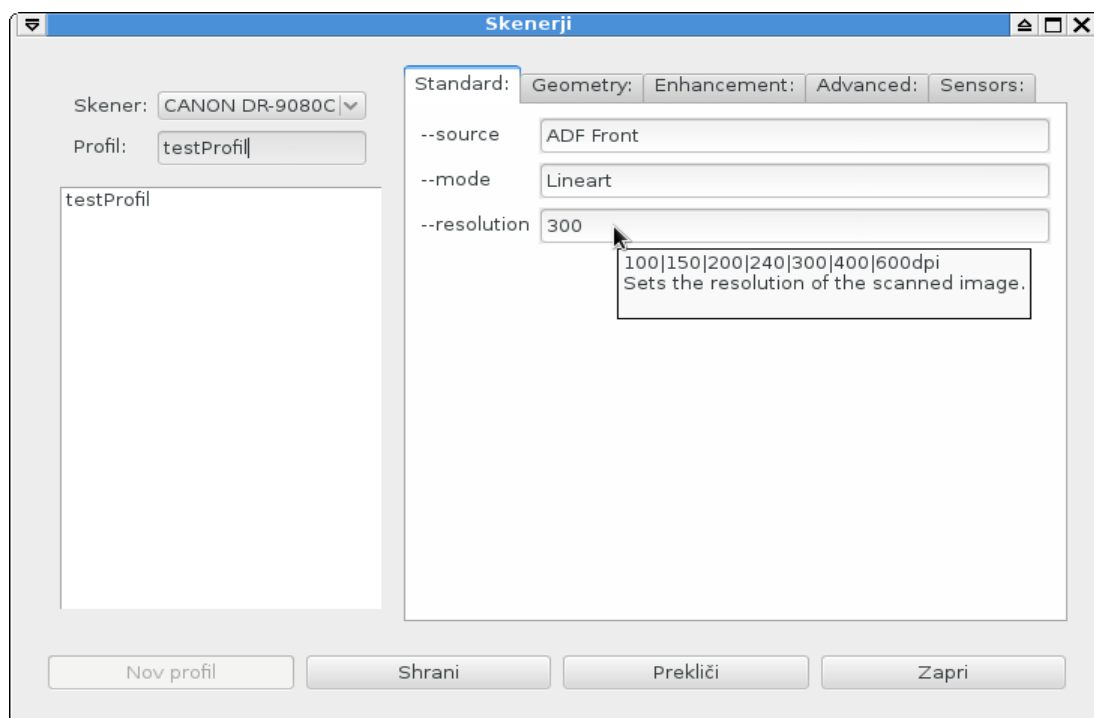 Skenerji
Skener: CANON DR-9080C
Profil: testProfil
testProfil
Standard: Geometry: Enhancement: Advanced: Sensors:
--source ADF Front
--mode Lineart
--resolution 300
100|150|200|240|300|400|600dpi
Sets the resolution of the scanned image.
Nov profil Shrani Prekliči Zapri